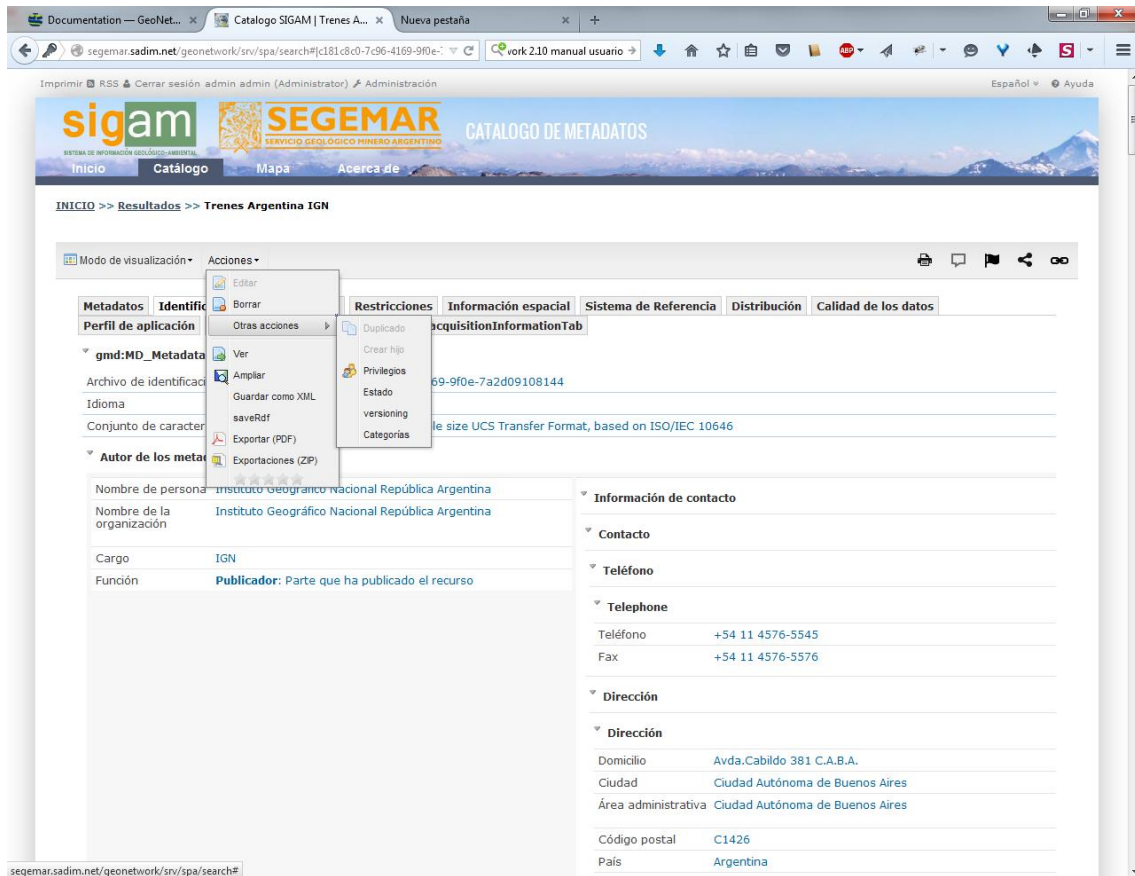 Documentation — GeoNet...
Catalogo SIGAM | Trenes A...
Nueva pestaña
segemar.sadim.net/geonetwork/srv/spa/search#|c181c8c0-7c96-4169-9f0e-
vork 2.10 manual usuario
ABP
S
Imprimir RSS Cerrar sesión admin admin (Administrator) Administración
Español Ayuda
sigam
SISTEMA DE INFORMACIÓN GEOLÓGICO-AMBIENTAL
SEGEMAR
SERVICIO GEOLÓGICO MINERO ARGENTINO
CATALOGO DE METADATOS
Inicio Catálogo Mapa Acerca de
INICIO >> Resultados >> Trenes Argentina IGN
Modo de visualización Acciones
Editar
Borrar
Otras acciones
Ver
Ampliar
Guardar como XML
saveRdf
Exportar (PDF)
Exportaciones (ZIP)
Duplicado
Crear hijo
Privilegios
Estado
versioning
Categorías
Metadatos Identific Restricciones Información espacial Sistema de Referencia Distribución Calidad de los datos
Perfil de aplicación acquisitionInformationTab
gmd:MD_Metadata
Archivo de identificaci 69-9f0e-7a2d09108144
Idioma
Conjunto de caracter le size UCS Transfer Format, based on ISO/IEC 10646
Autor de los meta
Nombre de persona Instituto Geográfico Nacional República Argentina
Nombre de la organización Instituto Geográfico Nacional República Argentina
Cargo IGN
Función Publicador: Parte que ha publicado el recurso
Información de contacto
Contacto
Teléfono
Telephone
Teléfono +54 11 4576-5545
Fax +54 11 4576-5576
Dirección
Dirección
Domicilio Avda.Cabildo 381 C.A.B.A.
Ciudad Ciudad Autónoma de Buenos Aires
Área administrativa Ciudad Autónoma de Buenos Aires
Código postal C1426
País Argentina
segemar.sadim.net/geonetwork/srv/spa/search#